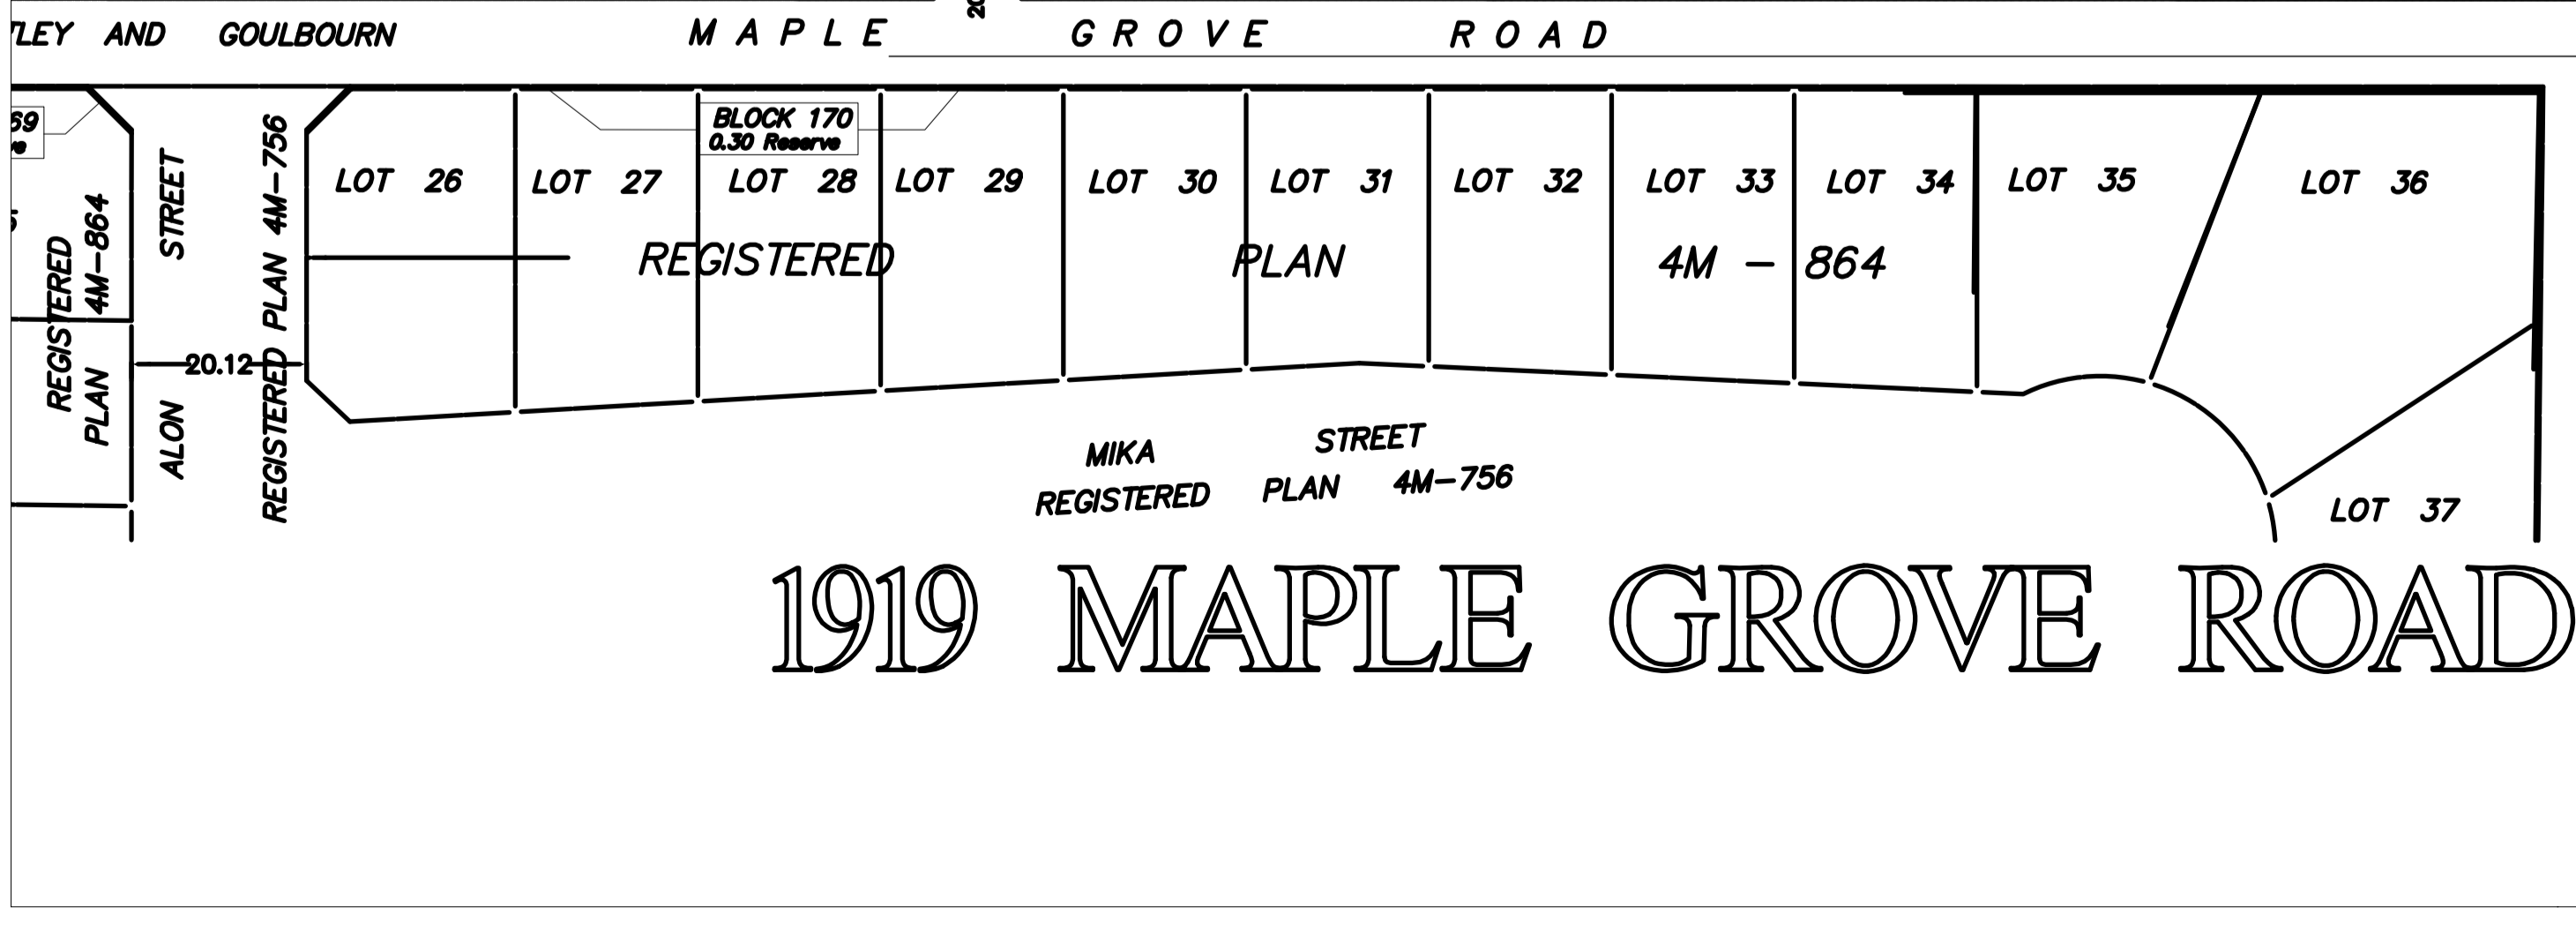 AND GOULBOURN
MAPLE GROVE ROAD
20
69
BLOCK 170
0.30 Reserve
LOT 26
LOT 27
LOT 28
LOT 29
LOT 30
LOT 31
LOT 32
LOT 33
LOT 34
LOT 35
LOT 36
REGISTERED PLAN 4M - 864
REGISTERED
PLAN 4M-864
ALON STREET
REGISTERED PLAN 4M-756
20.12
MIKA STREET
REGISTERED PLAN 4M-756
LOT 37
1919 MAPLE GROVE ROAD